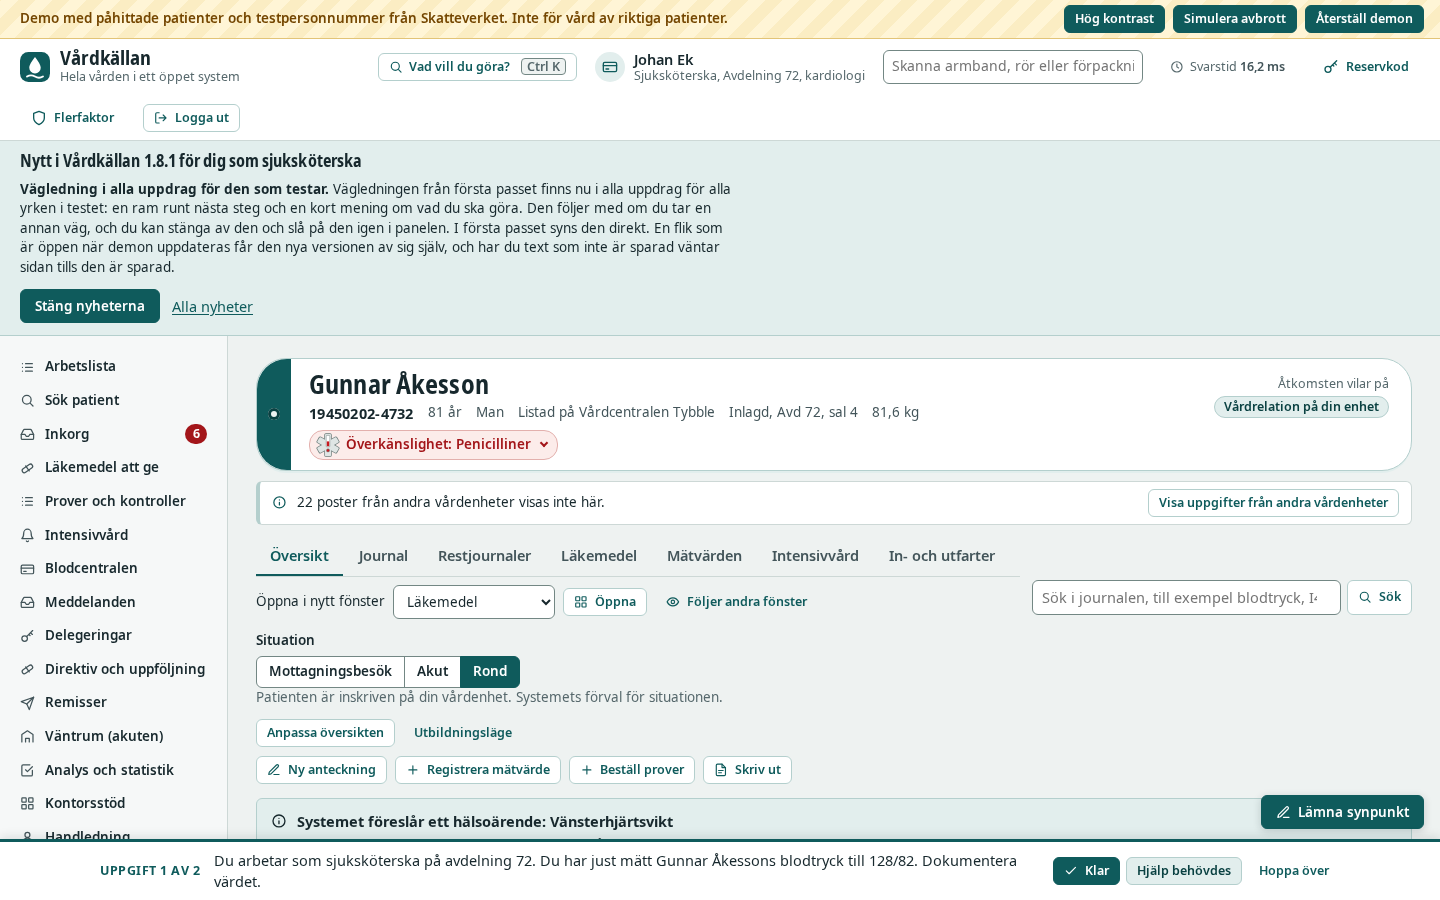 Demo med påhittade patienter och testpersonnummer från Skatteverket. Inte för vård av riktiga patienter.
Hög kontrast
Simulera avbrott
Återställ demon
Vårdkällan
Hela vården i ett öppet system
Vad vill du göra? Ctrl K
Johan Ek
Sjuksköterska, Avdelning 72, kardiologi
Skanna armband, rör eller förpackni
Svarstid 16,2 ms
Reservkod
Flerfaktor
Logga ut
Nytt i Vårdkällan 1.8.1 för dig som sjuksköterska
Vägledning i alla uppdrag för den som testar. Vägledningen från första passet finns nu i alla uppdrag för alla
yrken i testet: en ram runt nästa steg och en kort mening om vad du ska göra. Den följer med om du tar en
annan väg, och du kan stänga av den och slå på den igen i panelen. I första passet syns den direkt. En flik som
är öppen när demon uppdateras får den nya versionen av sig själv, och har du text som inte är sparad väntar
sidan tills den är sparad.
Stäng nyheterna
Alla nyheter
Arbetslista
Sök patient
Inkorg 6
Läkemedel att ge
Prover och kontroller
Intensivvård
Blodcentralen
Meddelanden
Delegeringar
Direktiv och uppföljning
Remisser
Väntrum (akuten)
Analys och statistik
Kontorsstöd
Handledning
Gunnar Åkesson
19450202-4732 81 år Man Listad på Vårdcentralen Tybble Inlagd, Avd 72, sal 4 81,6 kg
Överkänslighet: Penicilliner
Åtkomsten vilar på
Vårdrelation på din enhet
22 poster från andra vårdenheter visas inte här.
Visa uppgifter från andra vårdenheter
Översikt
Journal
Restjournaler
Läkemedel
Mätvärden
Intensivvård
In- och utfarter
Öppna i nytt fönster
Läkemedel
Öppna
Följer andra fönster
Sök i journalen, till exempel blodtryck, I4
Sök
Situation
Mottagningsbesök
Akut
Rond
Patienten är inskriven på din vårdenhet. Systemets förval för situationen.
Anpassa översikten
Utbildningsläge
Ny anteckning
Registrera mätvärde
Beställ prover
Skriv ut
Systemet föreslår ett hälsoärende: Vänsterhjärtsvikt
Lämna synpunkt
UPPGIFT 1 AV 2
Du arbetar som sjuksköterska på avdelning 72. Du har just mätt Gunnar Åkessons blodtryck till 128/82. Dokumentera
värdet.
Klar
Hjälp behövdes
Hoppa över